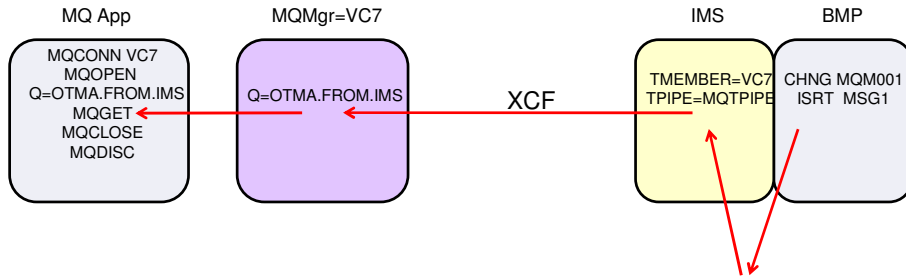 MQ App
MQMgr=VC7
IMS
BMP
MQCONN VC7
MQOPEN
Q=OTMA.FROM.IMS
MQGET
MQCLOSE
MQDISC
Q=OTMA.FROM.IMS
XCF
TMEMBER=VC7
TPIPE=MQTPIPE
CHNG MQM001
ISRT MSG1